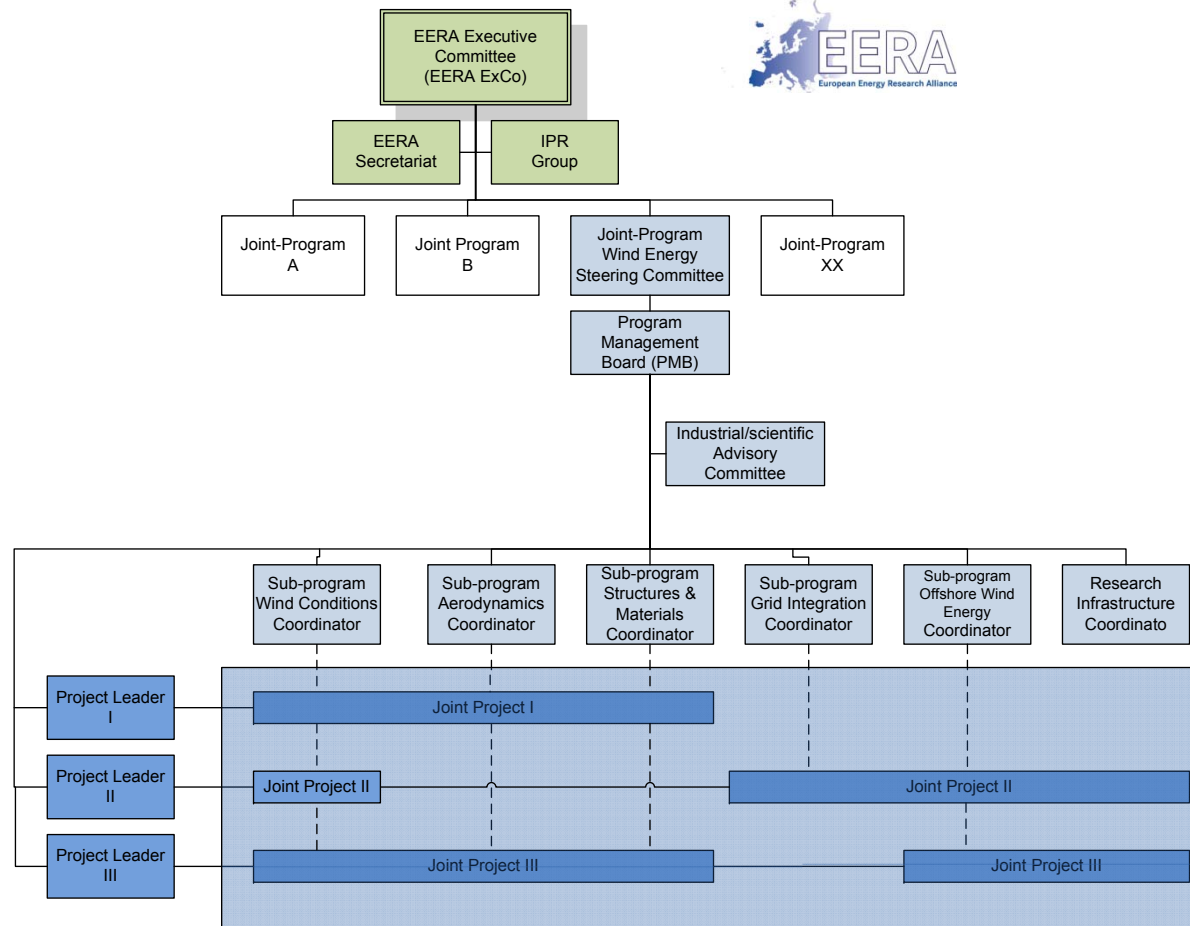 EERA Executive
Committee
(EERA ExCo)
EERA
European Energy Research Alliance
EERA
Secretariat
IPR
Group
Joint-Program
A
Joint Program
B
Joint-Program
Wind Energy
Steering Committee
Joint-Program
XX
Program
Management
Board (PMB)
Industrial/scientific
Advisory
Committee
Sub-program
Wind Conditions
Coordinator
Sub-program
Aerodynamics
Coordinator
Sub-program
Structures &
Materials
Coordinator
Sub-program
Grid Integration
Coordinator
Sub-program
Offshore Wind
Energy
Coordinator
Research
Infrastructure
Coordinato
Project Leader
I
Joint Project I
Project Leader
II
Joint Project II
Joint Project II
Project Leader
III
Joint Project III
Joint Project III